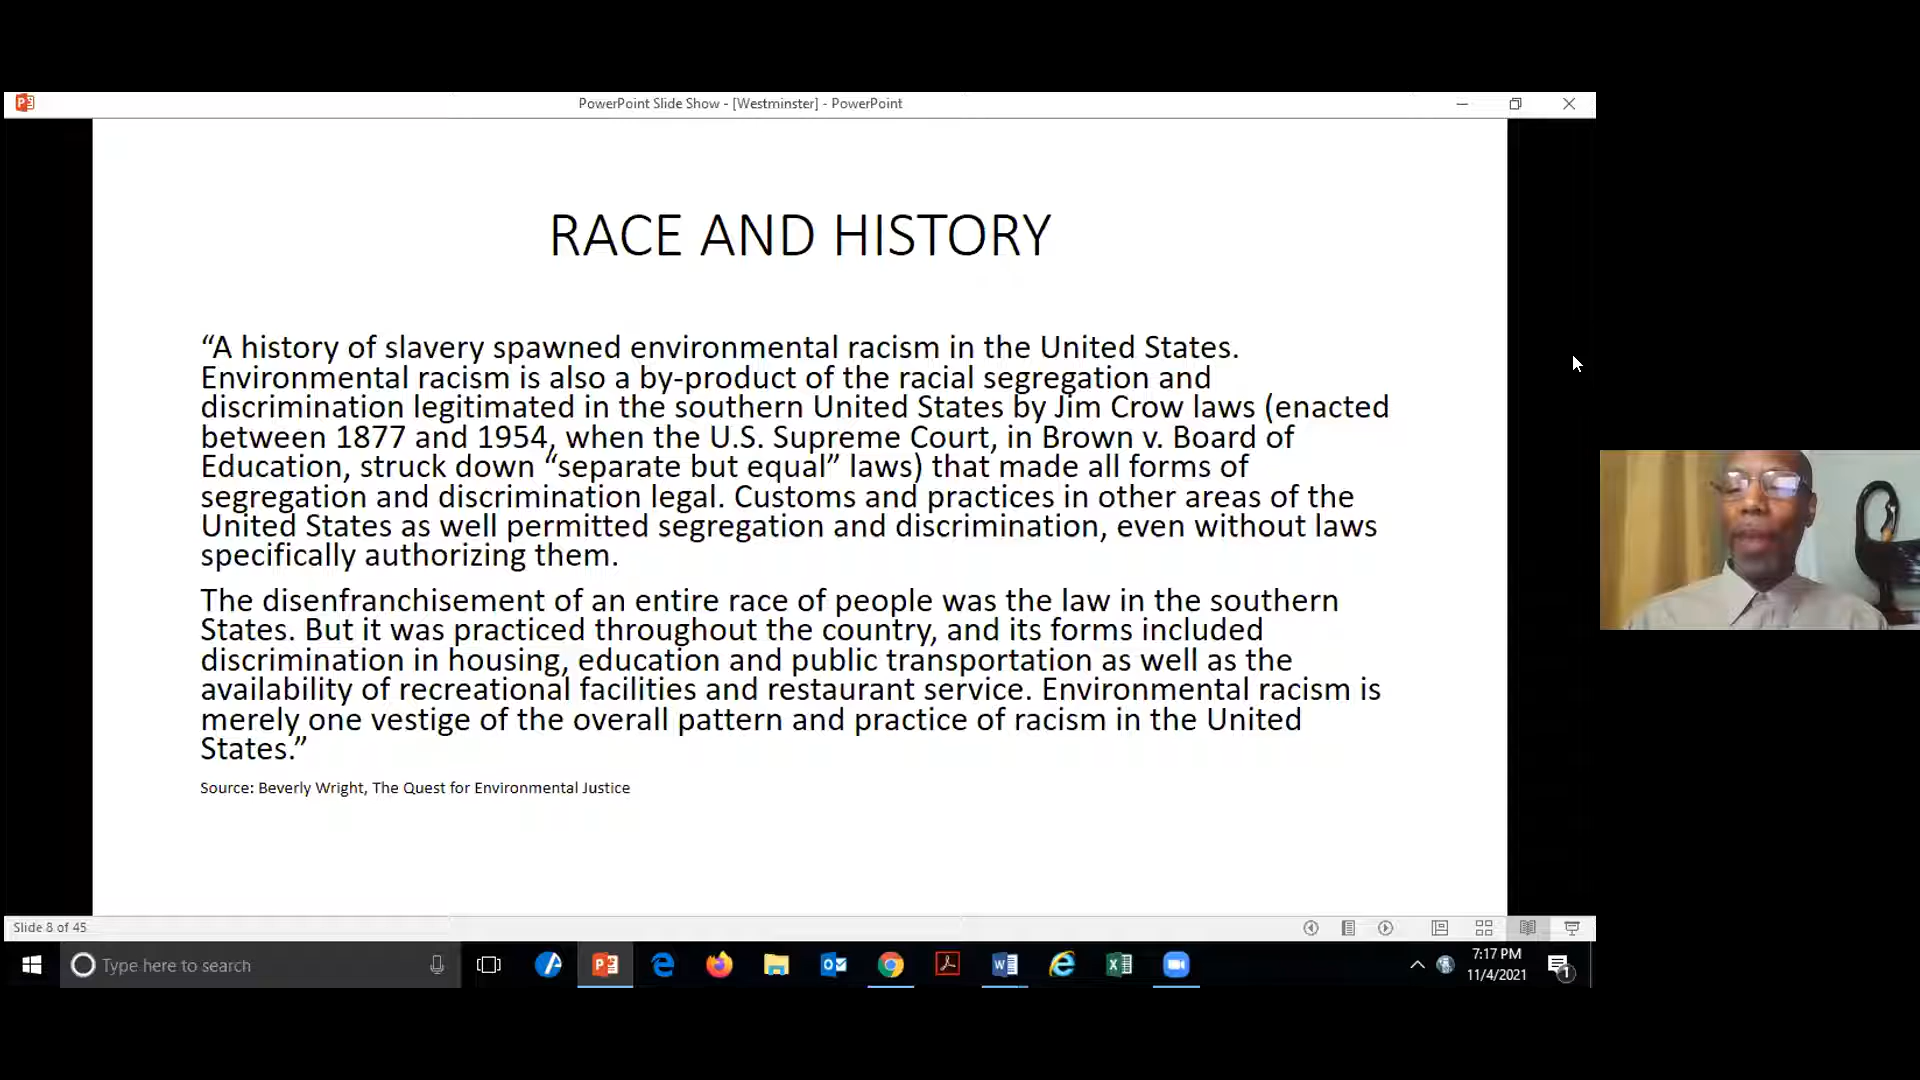 PowerPoint Slide Show - [Westminster] - PowerPoint
RACE AND HISTORY
“A history of slavery spawned environmental racism in the United States.
Environmental racism is also a by-product of the racial segregation and
discrimination legitimated in the southern United States by Jim Crow laws (enacted
between 1877 and 1954, when the U.S. Supreme Court, in Brown v. Board of
Education, struck down “separate but equal” laws) that made all forms of
segregation and discrimination legal. Customs and practices in other areas of the
United States as well permitted segregation and discrimination, even without laws
specifically authorizing them.
The disenfranchisement of an entire race of people was the law in the southern
States. But it was practiced throughout the country, and its forms included
discrimination in housing, education and public transportation as well as the
availability of recreational facilities and restaurant service. Environmental racism is
merely one vestige of the overall pattern and practice of racism in the United
States.”
Source: Beverly Wright, The Quest for Environmental Justice
Slide 8 of 45
Type here to search
7:17 PM
11/4/2021
1